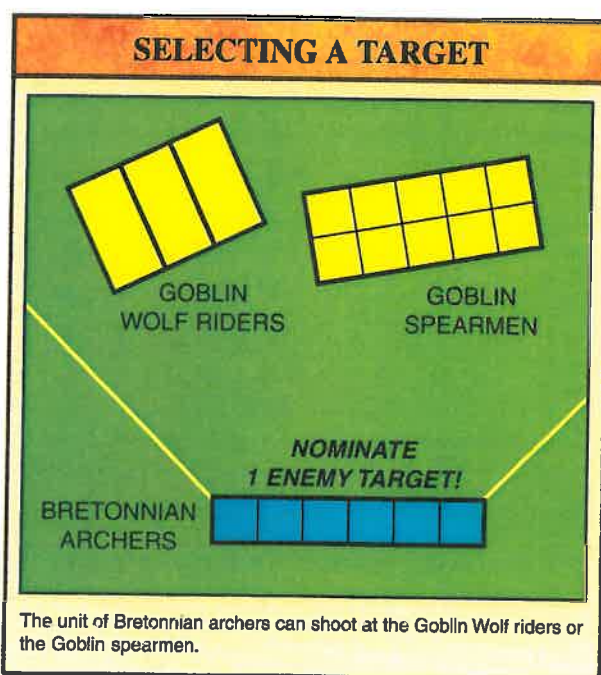 SELECTING A TARGET
GOBLIN
WOLF RIDERS
GOBLIN
SPEARMEN
NOMINATE
1 ENEMY TARGET!
BRETONNIAN
ARCHERS
The unit of Bretonnian archers can shoot at the Goblin Wolf riders or
the Goblin spearmen.